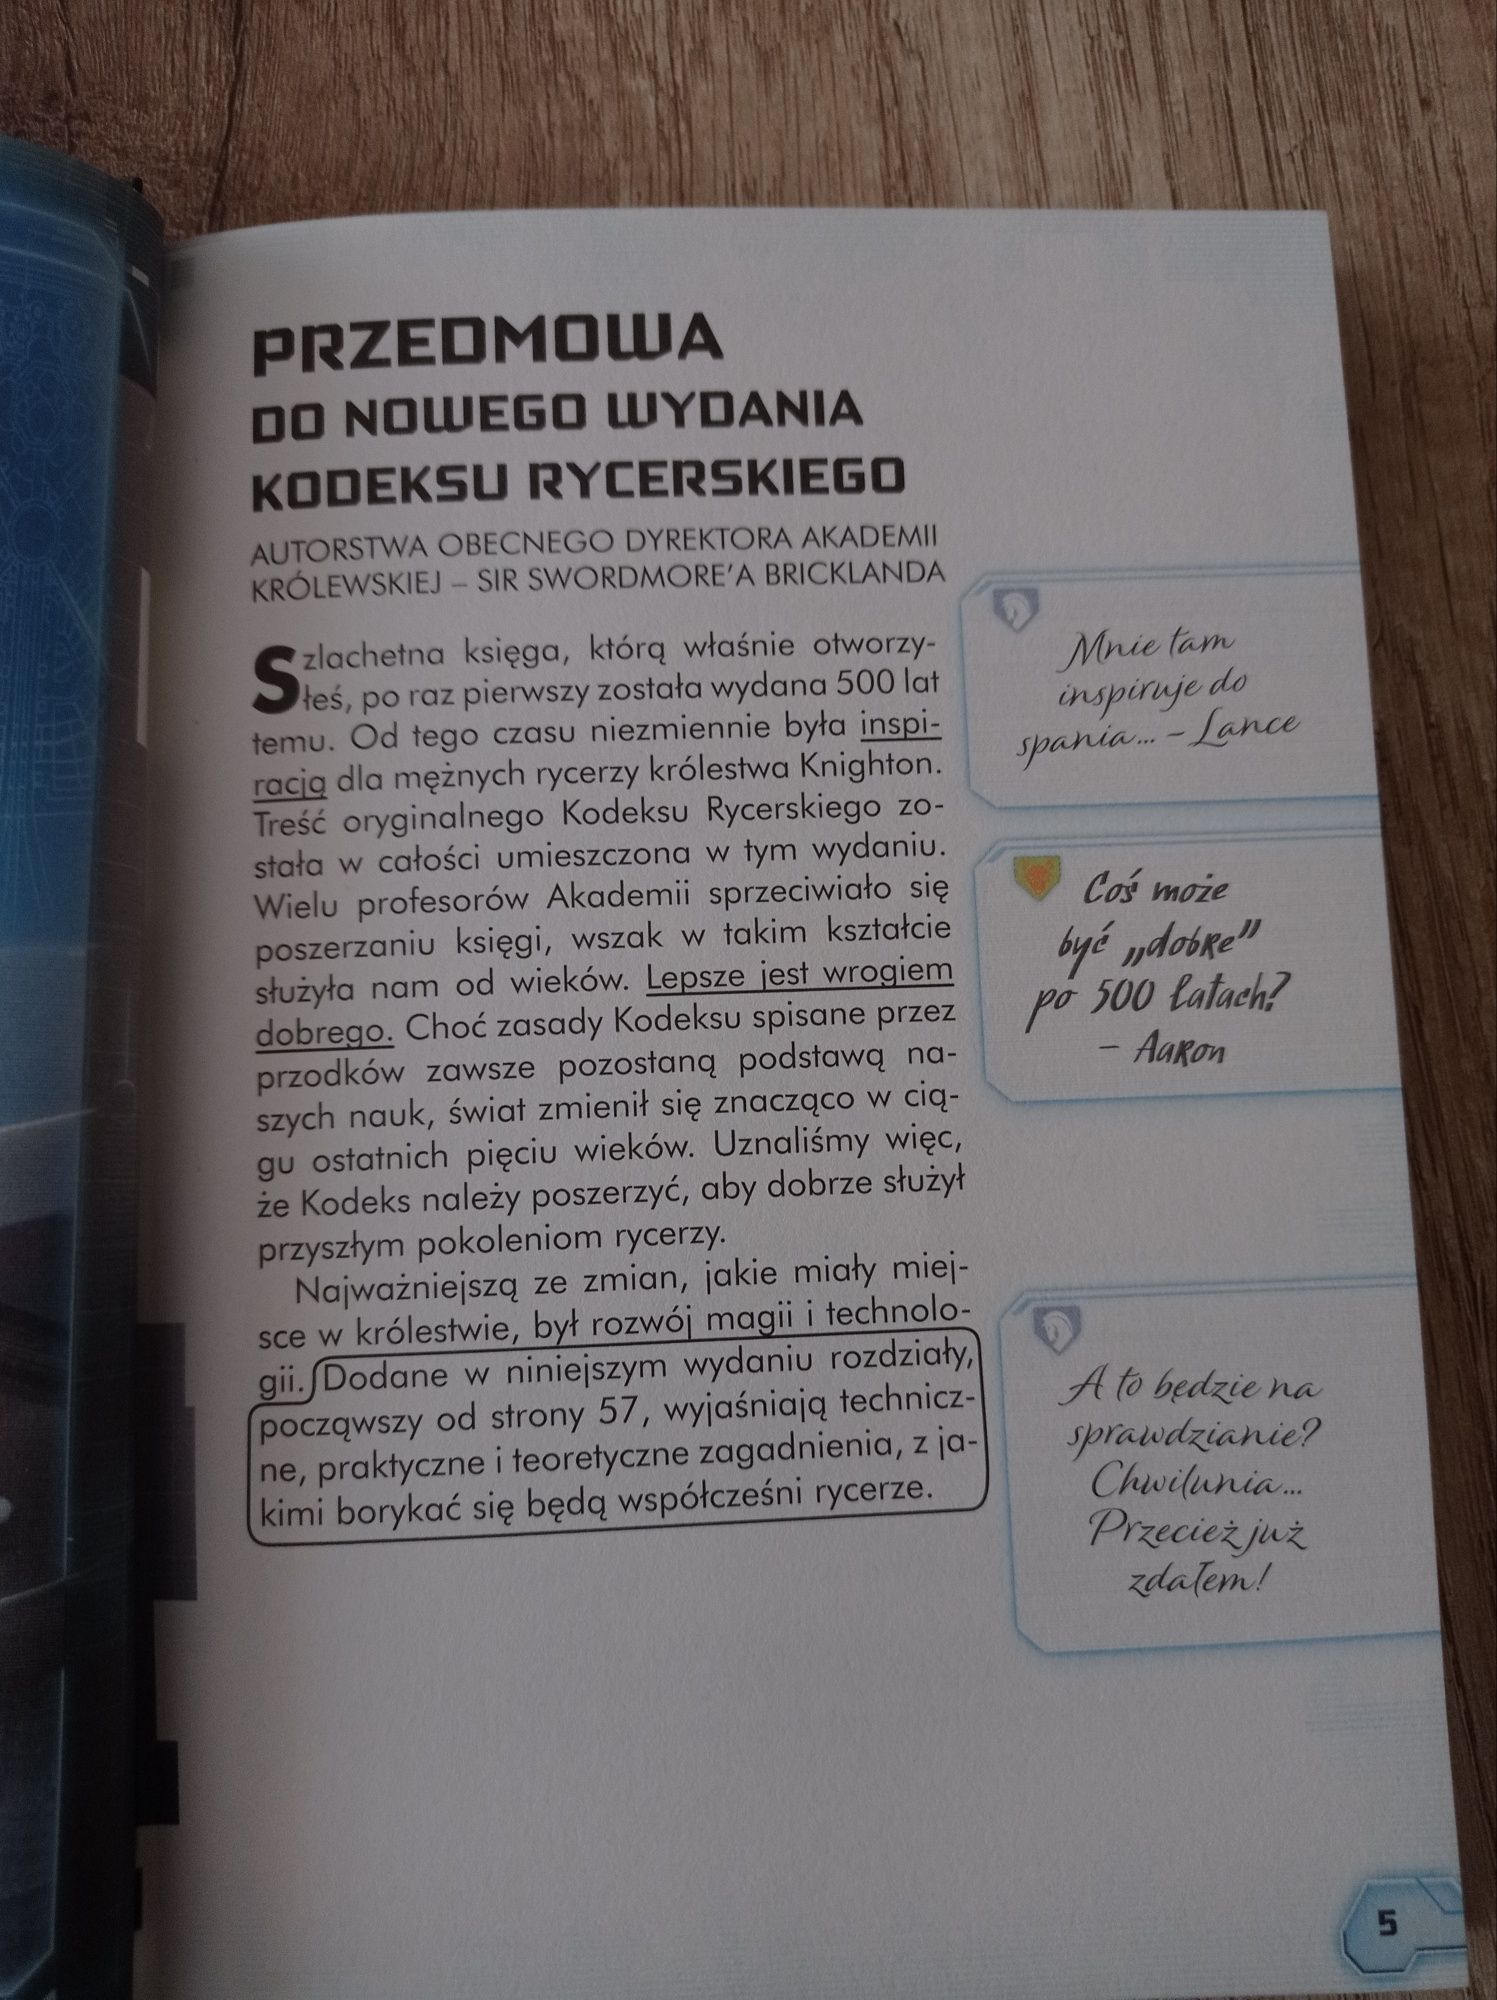 PRZEDMOWA
DO NOWEGO WYDANIA
KODEKSU RYCERSKIEGO
AUTORSTWA OBECNEGO DYREKTORA AKADEMII
KRÓLEWSKIEJ – SIR SWORDMORE'A BRICKLANDA
Szlachetna księga, którą właśnie otworzy-
łeś, po raz pierwszy została wydana 500 lat
temu. Od tego czasu niezmiennie była inspi-
racją dla mężnych rycerzy królestwa Knighton.
Treść oryginalnego Kodeksu Rycerskiego zo-
stała w całości umieszczona w tym wydaniu.
Wielu profesorów Akademii sprzeciwiało się
poszerzaniu księgi, wszak w takim kształcie
służyła nam od wieków. Lepsze jest wrogiem
dobrego. Choć zasady Kodeksu spisane przez
przodków zawsze pozostaną podstawą na-
szych nauk, świat zmienił się znacząco w cią-
gu ostatnich pięciu wieków. Uznaliśmy więc,
że Kodeks należy poszerzyć, aby dobrze służył
przyszłym pokoleniom rycerzy.
Najważniejszą ze zmian, jakie miały miej-
sce w królestwie, był rozwój magii i technolo-
gii. Dodane w niniejszym wydaniu rozdziały,
począwszy od strony 57, wyjaśniają technicz-
ne, praktyczne i teoretyczne zagadnienia, z ja-
kimi borykać się będą współcześni rycerze.
Mnie tam
inspiruje do
spania... – Lance
Coś może
być „dobre”
po 500 latach?
– Aaron
A to będzie na
sprawdzianie?
Chwilunia...
Przecież już
zdałem!
5